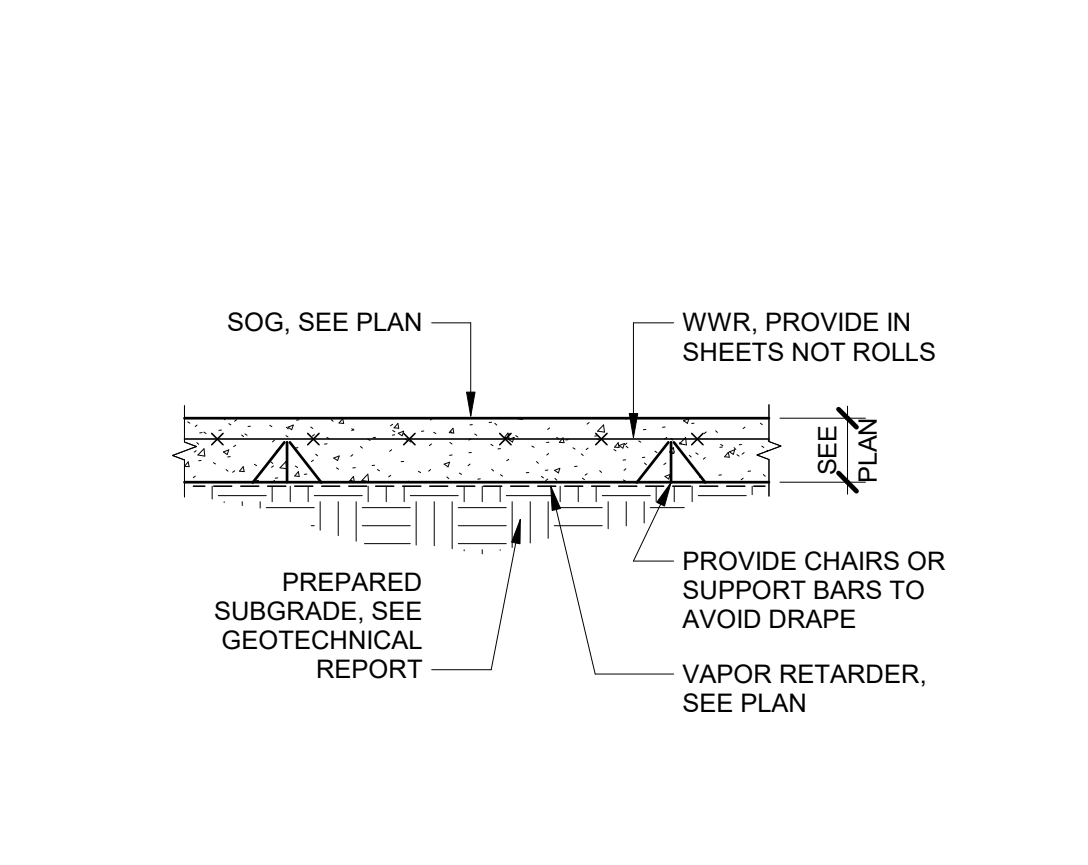 SOG, SEE PLAN
WWR, PROVIDE IN
SHEETS NOT ROLLS
SEE
PLAN
PREPARED
SUBGRADE, SEE
GEOTECHNICAL
REPORT
PROVIDE CHAIRS OR
SUPPORT BARS TO
AVOID DRAPE
VAPOR RETARDER,
SEE PLAN